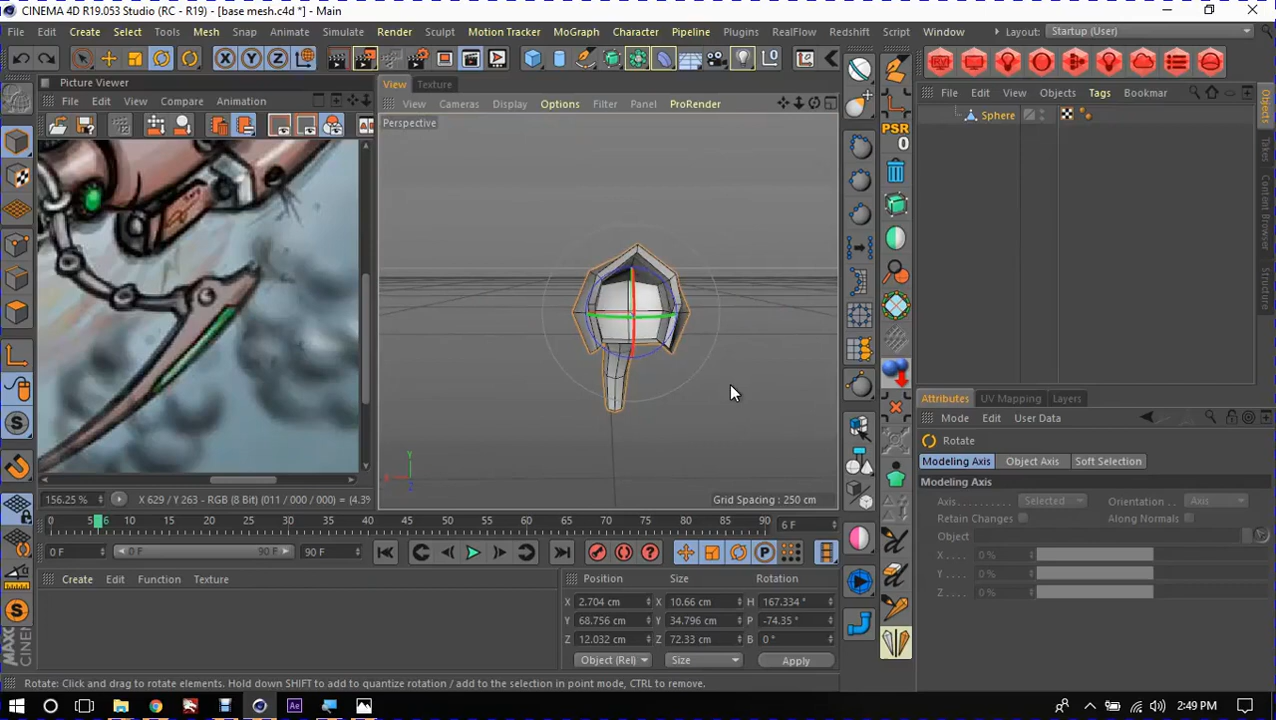 CINEMA 4D R19.053 Studio (RC - R19) - [base mesh.c4d *] - Main
File Edit Create Select Tools Mesh Snap Animate Simulate Render Sculpt Motion Tracker MoGraph Character Pipeline Plugins RealFlow Redshift Script Window Layout: Startup (User)
Picture Viewer
View Texture
File Edit View Compare Animation
View Cameras Display Options Filter Panel ProRender
File Edit View Objects Tags Bookmark
Perspective
Sphere
PSR
0
Objects
Takes
Content Browser
Structure
Attributes UV Mapping Layers
Mode Edit User Data
Rotate
Modeling Axis Object Axis Soft Selection
Modeling Axis
Axis Selected Orientation Axis
Retain Changes Along Normals
Object
X 0 %
Y 0 %
Z 0 %
156.25 % X 629 / Y 263 - RGB (8 Bit) (011 / 000 / 000) = (4.3%
Grid Spacing : 250 cm
0 5 6 10 15 20 25 30 35 40 45 50 55 60 65 70 75 80 85 90 6 F
0 F 0 F 90 F 90 F
Create Edit Function Texture
Position Size Rotation
X 2.704 cm X 10.66 cm H 167.334 °
Y 68.756 cm Y 34.796 cm P -74.35 °
Z 12.032 cm Z 72.33 cm B 0 °
Object (Rel) Size Apply
Rotate: Click and drag to rotate elements. Hold down SHIFT to add to quantize rotation / add to the selection in point mode, CTRL to remove.
2:49 PM